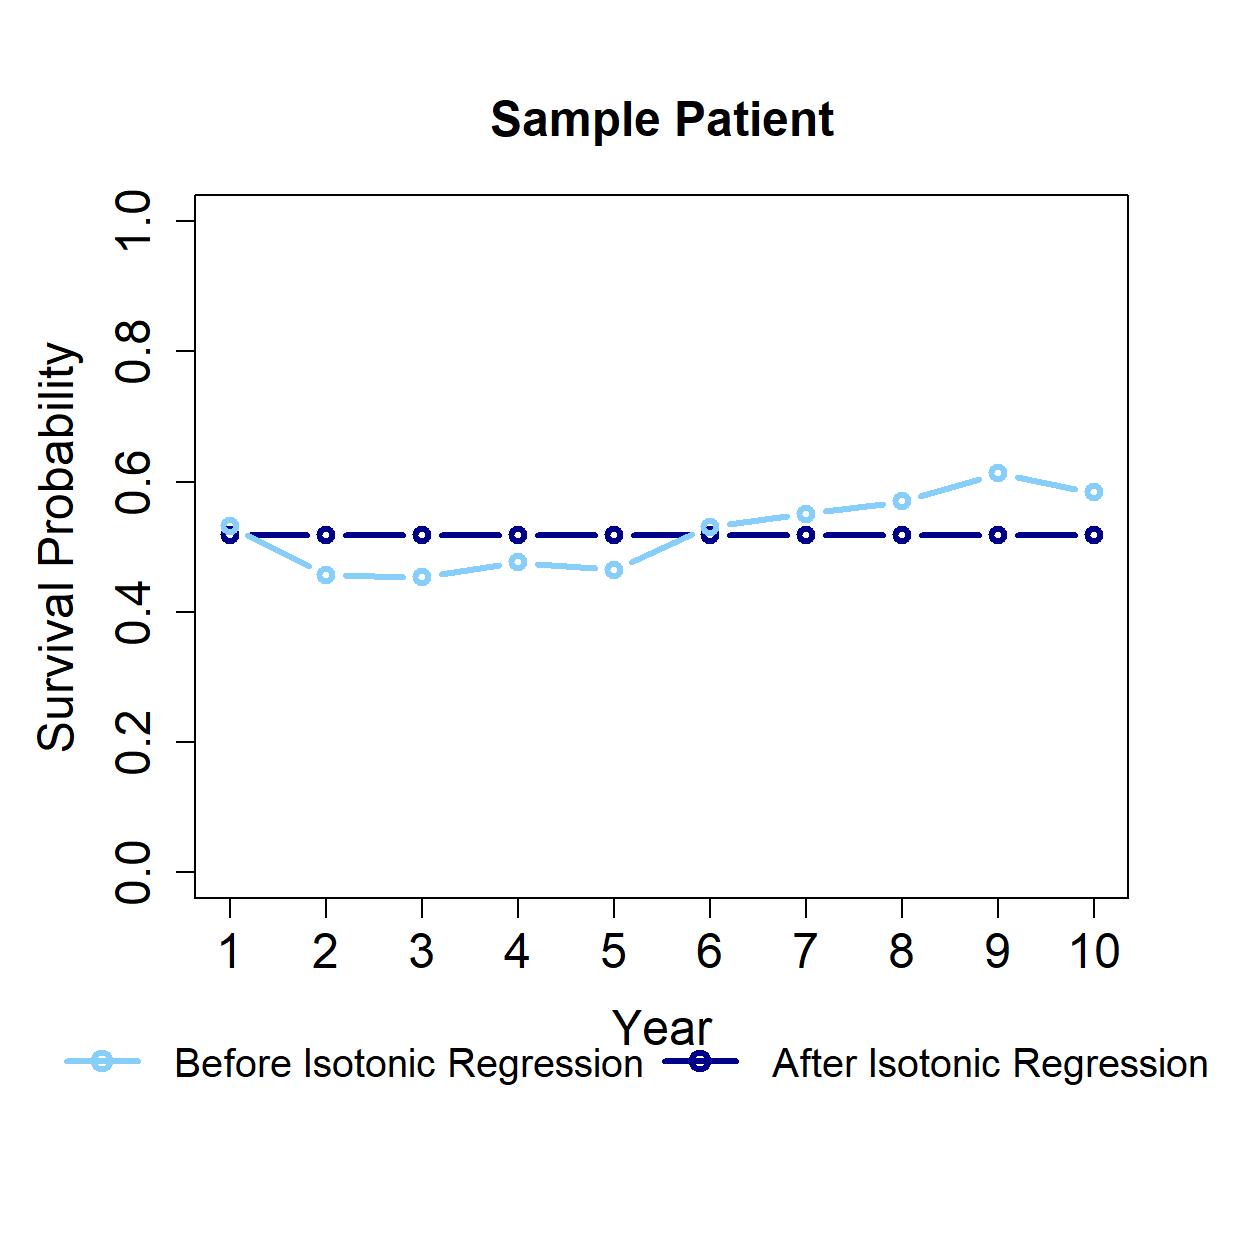 Sample Patient
Survival Probability
1.0
0.8
0.6
0.4
0.2
0.0
1 2 3 4 5 6 7 8 9 10
Year
Before Isotonic Regression After Isotonic Regression